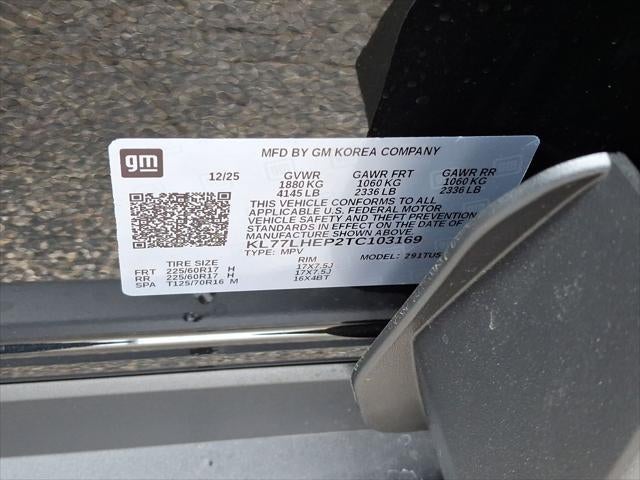 gm
MFD BY GM KOREA COMPANY
12/25 GVWR GAWR FRT GAWR RR
1880 KG 1060 KG 1060 KG
4145 LB 2336 LB 2336 LB
THIS VEHICLE CONFORMS TO ALL
APPLICABLE U.S. FEDERAL MOTOR
VEHICLE SAFETY AND THEFT PREVENTION
STANDARDS IN EFFECT ON THE DATE OF
MANUFACTURE SHOWN ABOVE.
KL77LHEP2TC103169
TYPE: MPV MODEL: 291TU5
TIRE SIZE RIM
FRT 225/60R17 H 17X7.5J
RR 225/60R17 H 17X7.5J
SPA T125/70R16 M 16X4BT